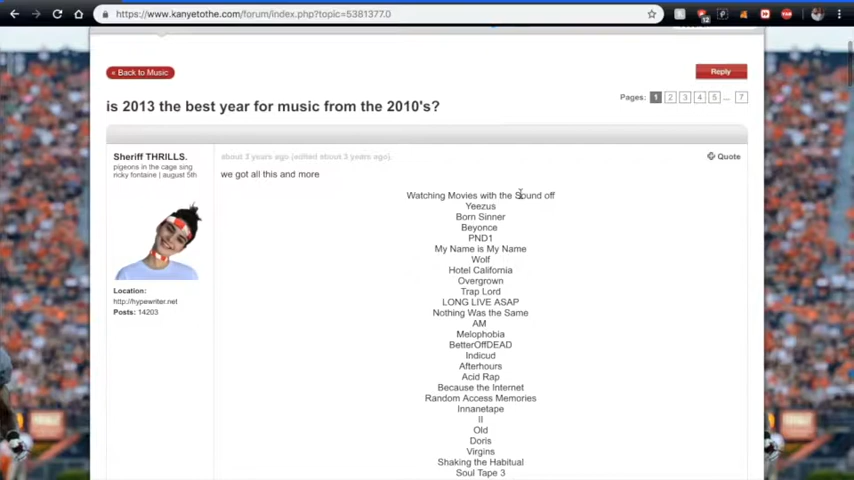 https://www.kanyetothe.com/forum/index.php?topic=5381377.0
12
« Back to Music
Reply
Pages: 1 2 3 4 5 ... 7
is 2013 the best year for music from the 2010's?
Sheriff THRILLS.
pigeons in the cage sing
ricky fontaine | august 5th
Location:
http://hypewriter.net
Posts: 14203
about 3 years ago (edited about 3 years ago).
Quote
we got all this and more
Watching Movies with the Sound off
Yeezus
Born Sinner
Beyonce
PND1
My Name is My Name
Wolf
Hotel California
Overgrown
Trap Lord
LONG LIVE ASAP
Nothing Was the Same
AM
Melophobia
BetterOffDEAD
Indicud
Afterhours
Acid Rap
Because the Internet
Random Access Memories
Innanetape
II
Old
Doris
Virgins
Shaking the Habitual
Soul Tape 3